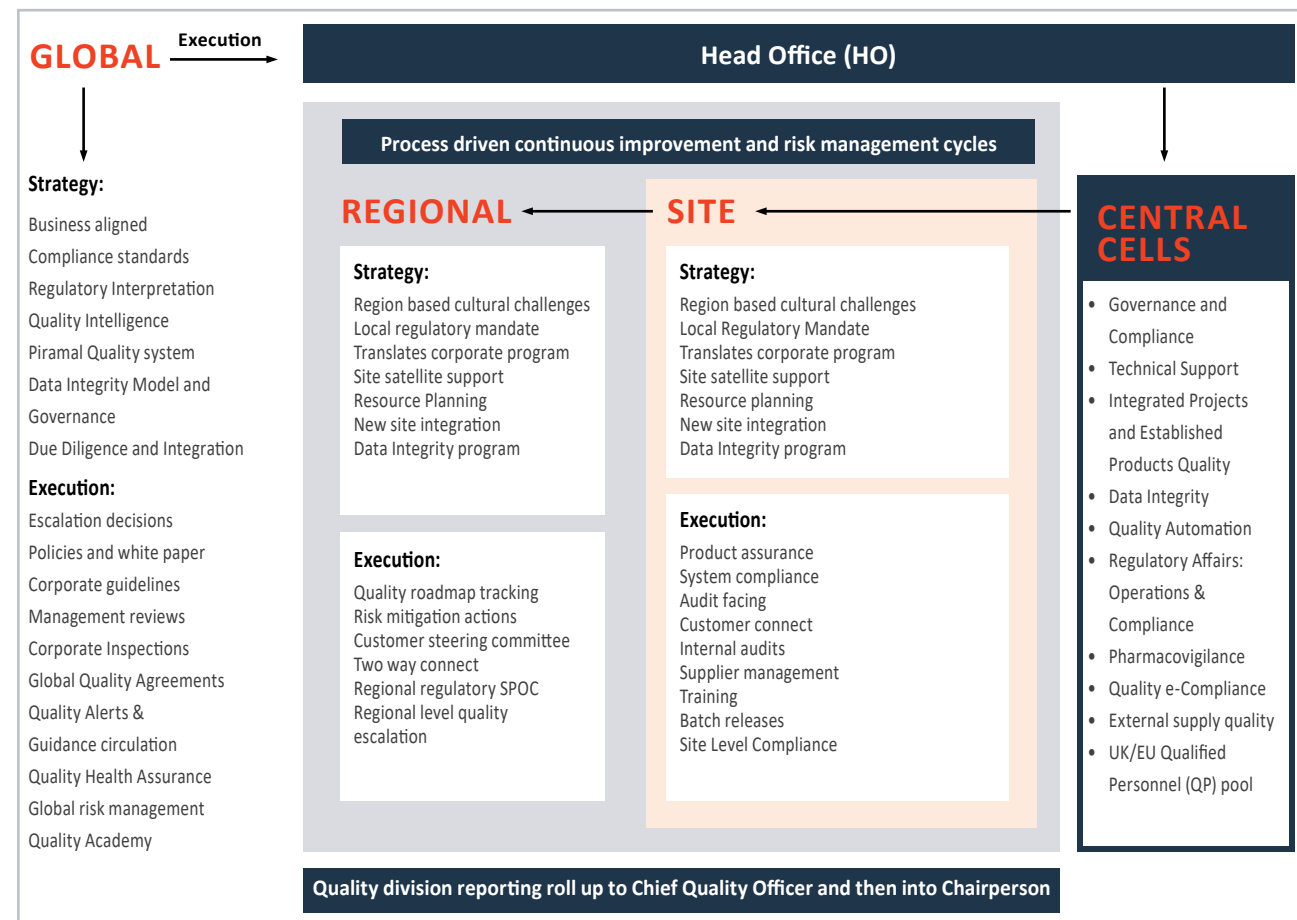 GLOBAL
Execution
Head Office (HO)
Strategy:
Business aligned
Compliance standards
Regulatory Interpretation
Quality Intelligence
Piramal Quality system
Data Integrity Model and
Governance
Due Diligence and Integration
Execution:
Escalation decisions
Policies and white paper
Corporate guidelines
Management reviews
Corporate Inspections
Global Quality Agreements
Quality Alerts &
Guidance circulation
Quality Health Assurance
Global risk management
Quality Academy
Process driven continuous improvement and risk management cycles
REGIONAL
Strategy:
Region based cultural challenges
Local regulatory mandate
Translates corporate program
Site satellite support
Resource Planning
New site integration
Data Integrity program
Execution:
Quality roadmap tracking
Risk mitigation actions
Customer steering committee
Two way connect
Regional regulatory SPOC
Regional level quality
escalation
SITE
Strategy:
Region based cultural challenges
Local Regulatory Mandate
Translates corporate program
Site satellite support
Resource planning
New site integration
Data Integrity program
Execution:
Product assurance
System compliance
Audit facing
Customer connect
Internal audits
Supplier management
Training
Batch releases
Site Level Compliance
CENTRAL
CELLS
• Governance and
Compliance
• Technical Support
• Integrated Projects
and Established
Products Quality
• Data Integrity
• Quality Automation
• Regulatory Affairs:
Operations &
Compliance
• Pharmacovigilance
• Quality e-Compliance
• External supply quality
• UK/EU Qualified
Personnel (QP) pool
Quality division reporting roll up to Chief Quality Officer and then into Chairperson